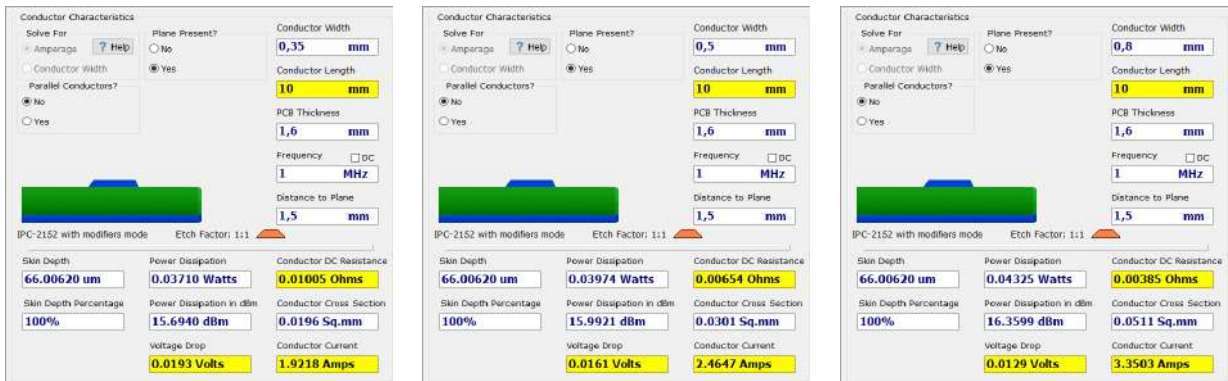 Conductor Characteristics
Solve For
Amperage
? Help
Conductor Width
Plane Present?
No
Yes
Parallel Conductors?
No
Yes
Conductor Width
0,35 mm
Conductor Length
10 mm
PCB Thickness
1,6 mm
Frequency
DC
1 MHz
Distance to Plane
1,5 mm
IPC-2152 with modifiers mode
Etch Factor: 1:1
Skin Depth
66.00620 um
Power Dissipation
0.03710 Watts
Conductor DC Resistance
0.01005 Ohms
Skin Depth Percentage
100%
Power Dissipation in dBm
15.6940 dBm
Conductor Cross Section
0.0196 Sq.mm
Voltage Drop
0.0193 Volts
Conductor Current
1.9218 Amps
Conductor Characteristics
Solve For
Amperage
? Help
Conductor Width
Plane Present?
No
Yes
Parallel Conductors?
No
Yes
Conductor Width
0,5 mm
Conductor Length
10 mm
PCB Thickness
1,6 mm
Frequency
DC
1 MHz
Distance to Plane
1,5 mm
IPC-2152 with modifiers mode
Etch Factor: 1:1
Skin Depth
66.00620 um
Power Dissipation
0.03974 Watts
Conductor DC Resistance
0.00654 Ohms
Skin Depth Percentage
100%
Power Dissipation in dBm
15.9921 dBm
Conductor Cross Section
0.0301 Sq.mm
Voltage Drop
0.0161 Volts
Conductor Current
2.4647 Amps
Conductor Characteristics
Solve For
Amperage
? Help
Conductor Width
Plane Present?
No
Yes
Parallel Conductors?
No
Yes
Conductor Width
0,8 mm
Conductor Length
10 mm
PCB Thickness
1,6 mm
Frequency
DC
1 MHz
Distance to Plane
1,5 mm
IPC-2152 with modifiers mode
Etch Factor: 1:1
Skin Depth
66.00620 um
Power Dissipation
0.04325 Watts
Conductor DC Resistance
0.00385 Ohms
Skin Depth Percentage
100%
Power Dissipation in dBm
16.3599 dBm
Conductor Cross Section
0.0511 Sq.mm
Voltage Drop
0.0129 Volts
Conductor Current
3.3503 Amps